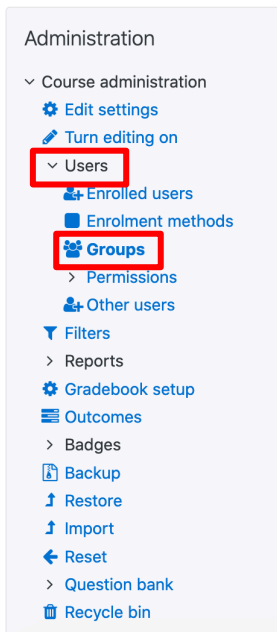 Administration
Course administration
Edit settings
Turn editing on
Users
Enrolled users
Enrolment methods
Groups
Permissions
Other users
Filters
Reports
Gradebook setup
Outcomes
Badges
Backup
Restore
Import
Reset
Question bank
Recycle bin